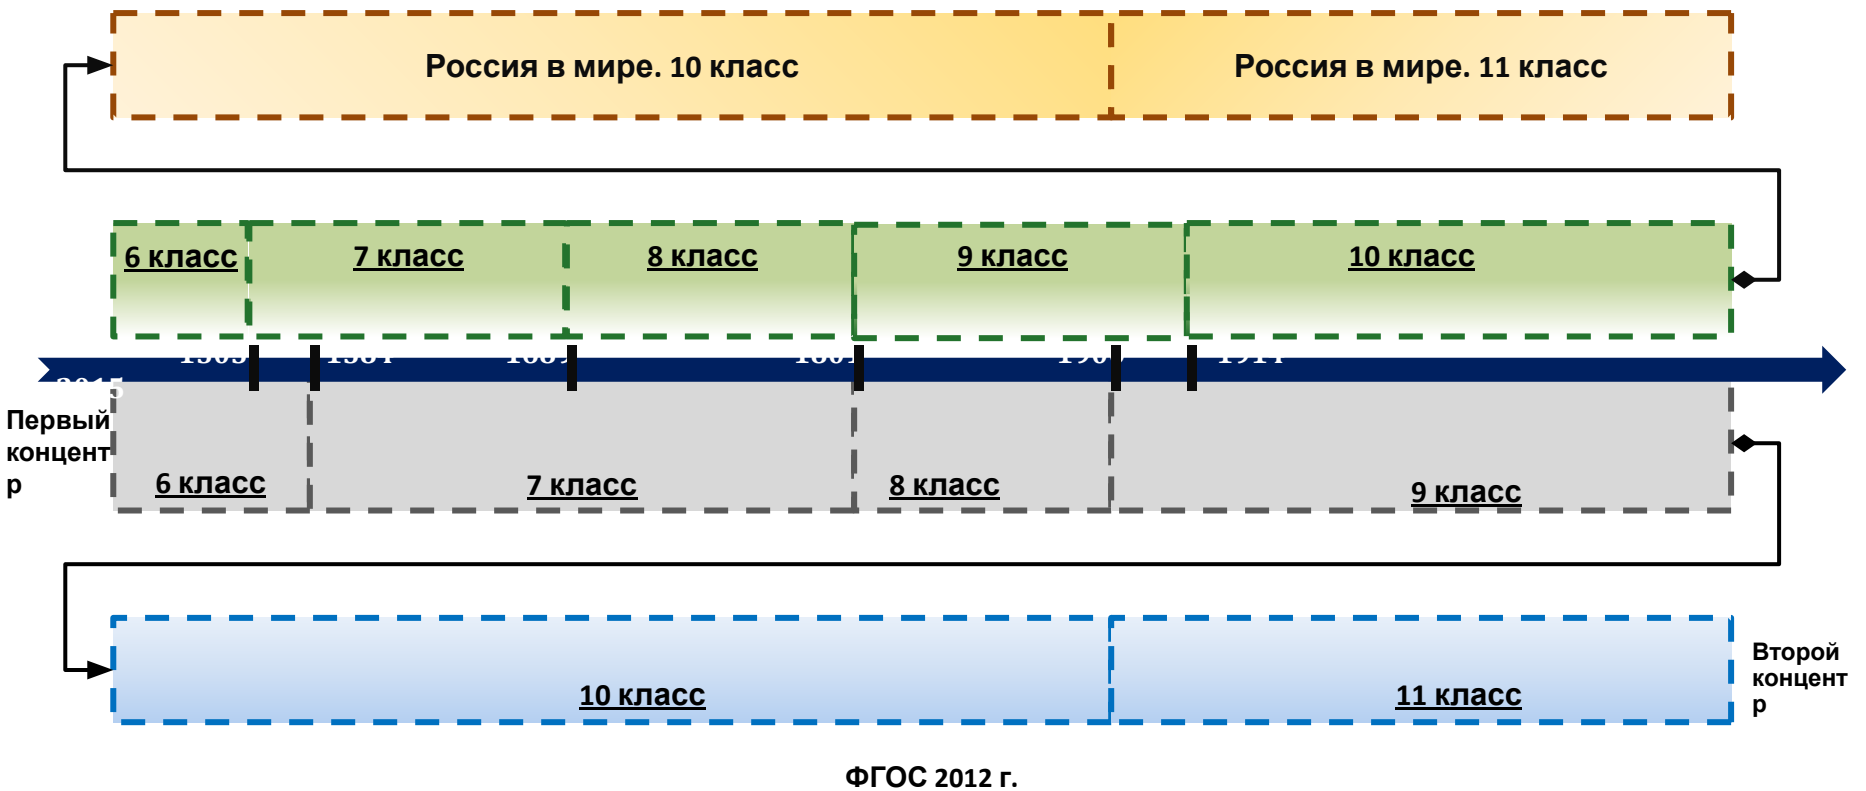 Россия в мире. 10 класс
Россия в мире. 11 класс
6 класс
7 класс
8 класс
9 класс
10 класс
2015
Первый
концент
р
6 класс
7 класс
8 класс
9 класс
10 класс
11 класс
Второй
концент
р
ФГОС 2012 г.